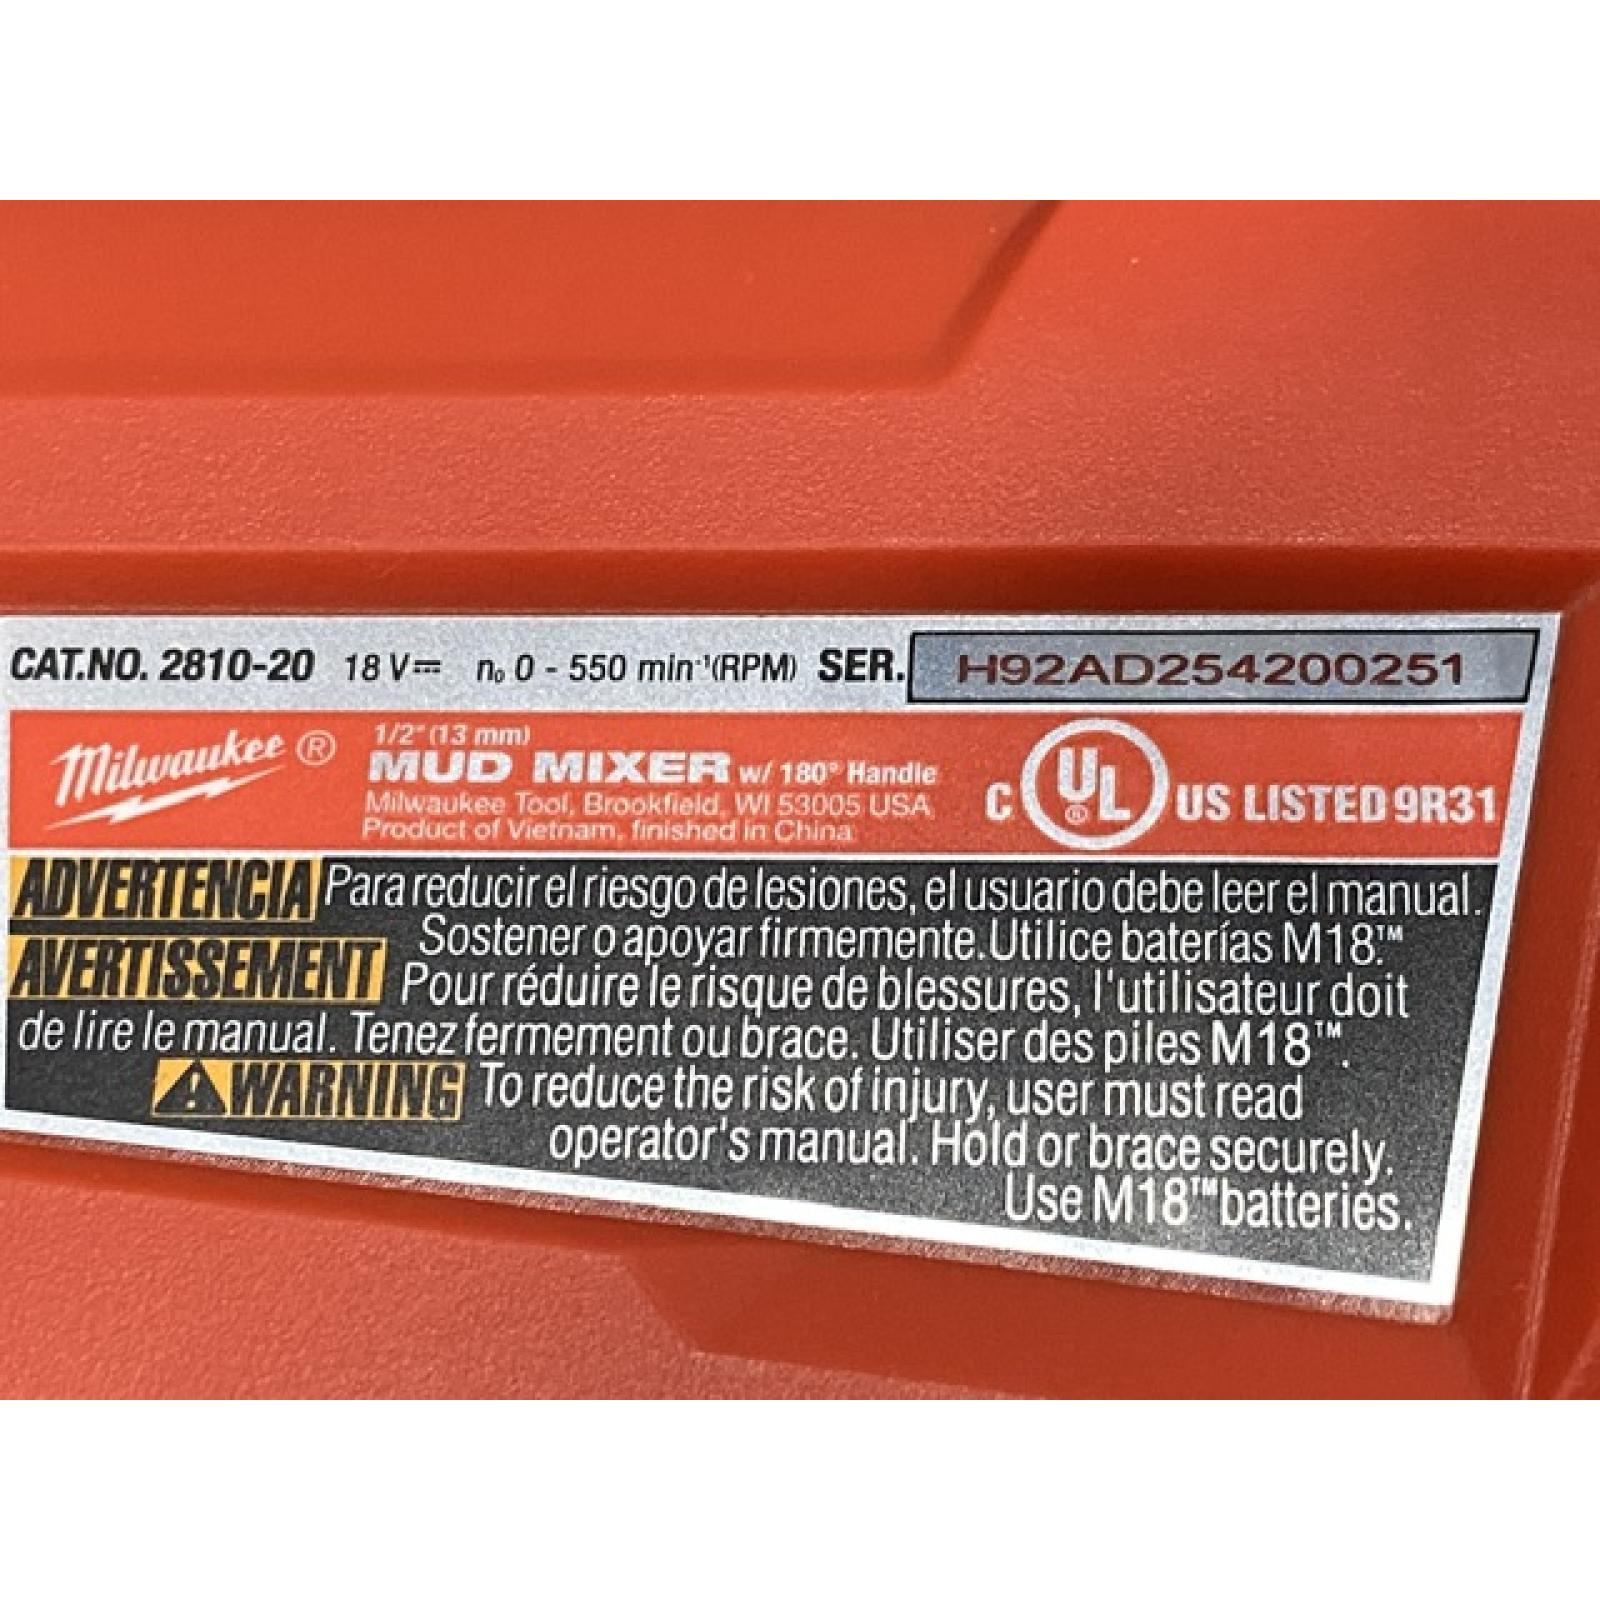 CAT.NO. 2810-20 18 V⎓ n₀ 0 - 550 min⁻¹(RPM) SER. H92AD254200251
Milwaukee ®
1/2" (13 mm)
MUD MIXER w/ 180° Handle
Milwaukee Tool, Brookfield, WI 53005 USA
Product of Vietnam, finished in China
C UL ® US LISTED 9R31
ADVERTENCIA Para reducir el riesgo de lesiones, el usuario debe leer el manual.
Sostener o apoyar firmemente. Utilice baterías M18.™
AVERTISSEMENT Pour réduire le risque de blessures, l'utilisateur doit
de lire le manual. Tenez fermement ou brace. Utiliser des piles M18™.
WARNING To reduce the risk of injury, user must read
operator's manual. Hold or brace securely.
Use M18™ batteries.